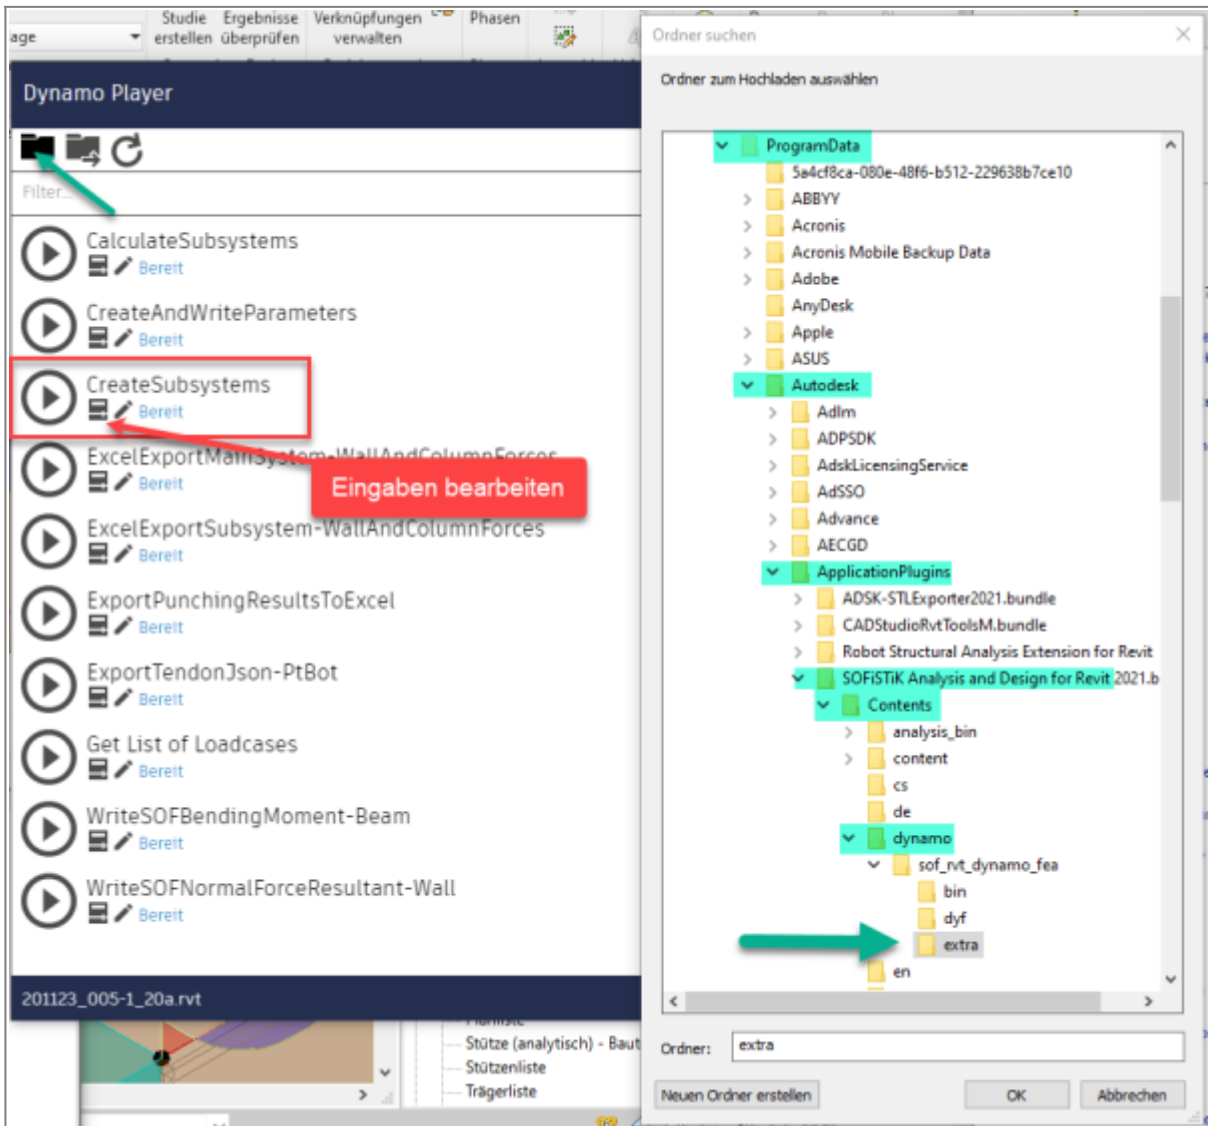 Studie Ergebnisse Verknüpfungen Phasen
age erstellen überprüfen verwalten
Dynamo Player
Filter...
CalculateSubsystems
Bereit
CreateAndWriteParameters
Bereit
CreateSubsystems
Bereit
ExcelExportMainSystem-WallAndColumnForces
Bereit
Eingaben bearbeiten
ExcelExportSubsystem-WallAndColumnForces
Bereit
ExportPunchingResultsToExcel
Bereit
ExportTendonJson-PtBot
Bereit
Get List of Loadcases
Bereit
WriteSOFBendingMoment-Beam
Bereit
WriteSOFNormalForceResultant-Wall
Bereit
201123_005-1_20a.rvt
Stütze (analytisch) - Baut
Stützenliste
Trägerliste
Ordner suchen
Ordner zum Hochladen auswählen
ProgramData
5a4cf8ca-080e-48f6-b512-229638b7ce10
ABBYY
Acronis
Acronis Mobile Backup Data
Adobe
AnyDesk
Apple
ASUS
Autodesk
Adlm
ADPSDK
AdskLicensingService
AdSSO
Advance
AECGD
ApplicationPlugins
ADSK-STLExporter2021.bundle
CADStudioRvtToolsM.bundle
Robot Structural Analysis Extension for Revit
SOFiSTiK Analysis and Design for Revit 2021.b
Contents
analysis_bin
content
cs
de
dynamo
sof_rvt_dynamo_fea
bin
dyf
extra
en
Ordner: extra
Neuen Ordner erstellen OK Abbrechen